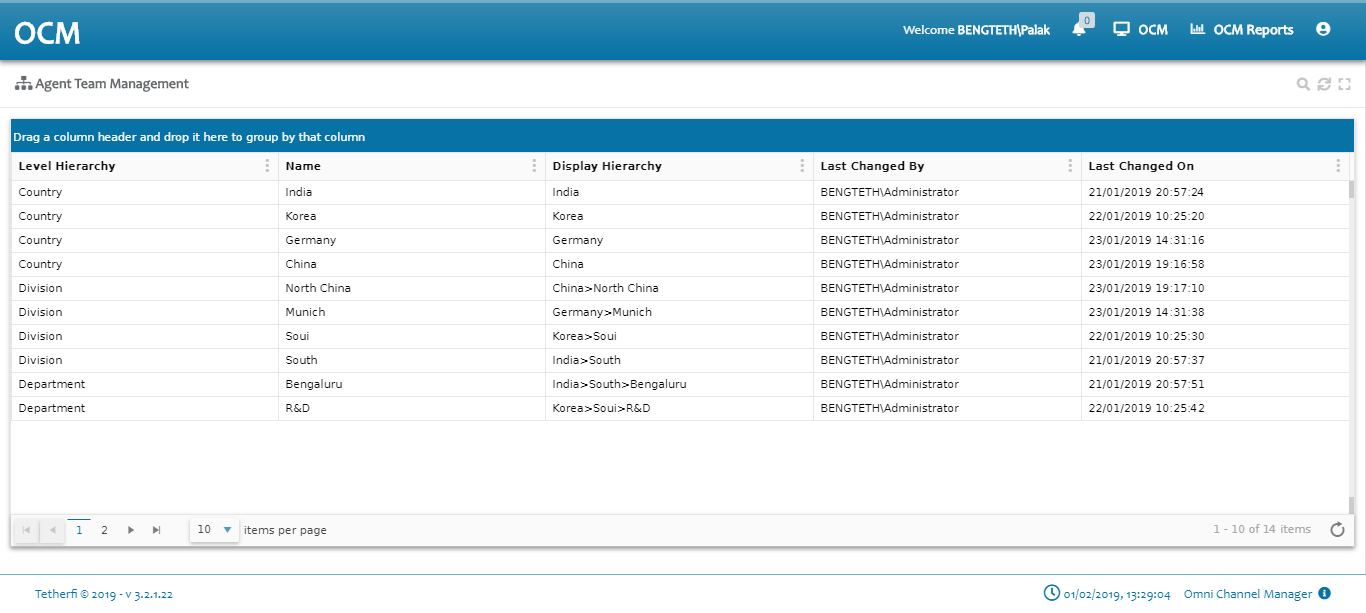 OCM
Welcome BENGTETH\Palak 0 OCM OCM Reports
Agent Team Management
Drag a column header and drop it here to group by that column
Level Hierarchy Name Display Hierarchy Last Changed By Last Changed On
Country India India BENGTETH\Administrator 21/01/2019 20:57:24
Country Korea Korea BENGTETH\Administrator 22/01/2019 10:25:20
Country Germany Germany BENGTETH\Administrator 23/01/2019 14:31:16
Country China China BENGTETH\Administrator 23/01/2019 19:16:58
Division North China China>North China BENGTETH\Administrator 23/01/2019 19:17:10
Division Munich Germany>Munich BENGTETH\Administrator 23/01/2019 14:31:38
Division Soui Korea>Soui BENGTETH\Administrator 22/01/2019 10:25:30
Division South India>South BENGTETH\Administrator 21/01/2019 20:57:37
Department Bengaluru India>South>Bengaluru BENGTETH\Administrator 21/01/2019 20:57:51
Department R&D Korea>Soui>R&D BENGTETH\Administrator 22/01/2019 10:25:42
1 2 10 items per page 1 - 10 of 14 items
Tetherfi © 2019 - v 3.2.1.22 01/02/2019, 13:29:04 Omni Channel Manager